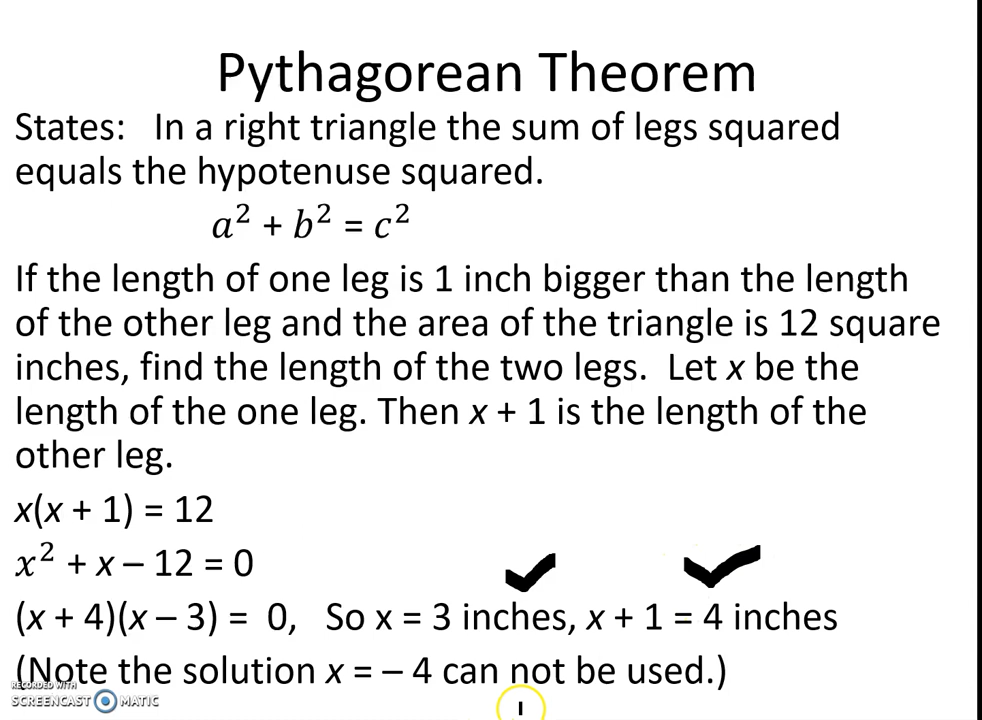 Pythagorean Theorem
States: In a right triangle the sum of legs squared
equals the hypotenuse squared.
a² + b² = c²
If the length of one leg is 1 inch bigger than the length
of the other leg and the area of the triangle is 12 square
inches, find the length of the two legs. Let x be the
length of the one leg. Then x + 1 is the length of the
other leg.
x(x + 1) = 12
x² + x – 12 = 0
(x + 4)(x – 3) = 0, So x = 3 inches, x + 1 = 4 inches
(Note the solution x = – 4 can not be used.)
RECORDED WITH
SCREENCAST MATIC